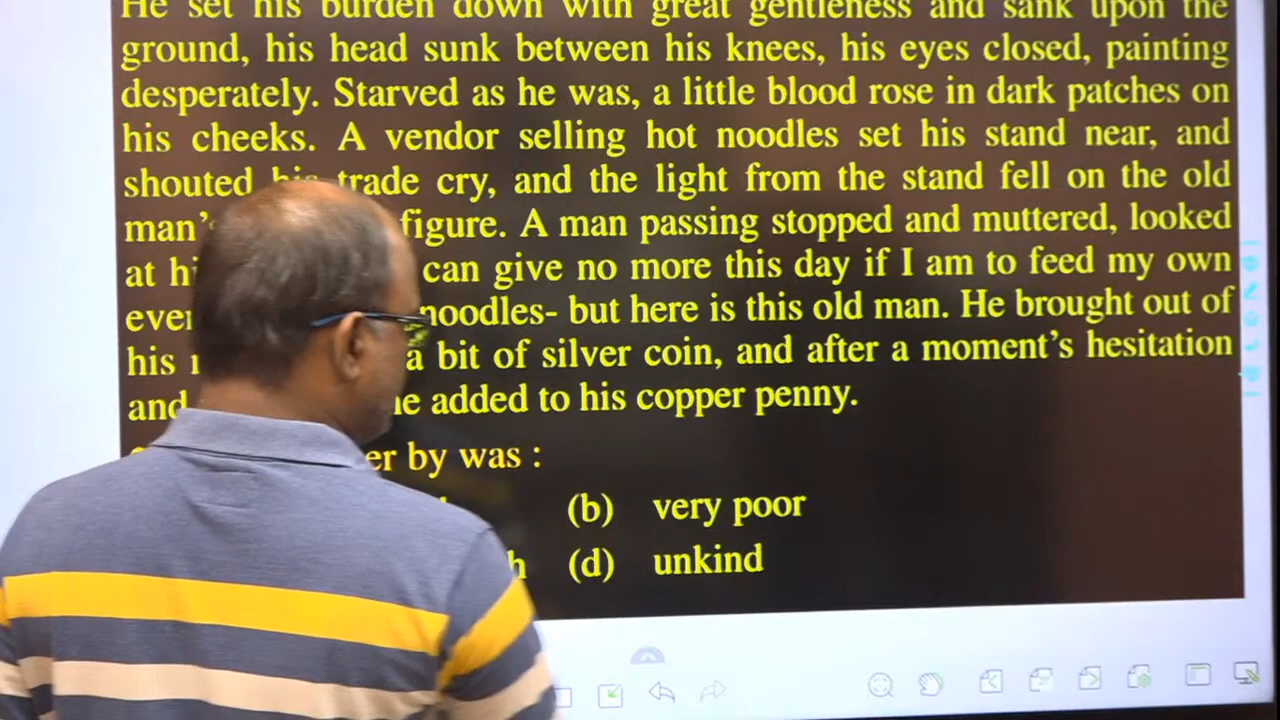 He set his burden down with great gentleness and sank upon the
ground, his head sunk between his knees, his eyes closed, painting
desperately. Starved as he was, a little blood rose in dark patches on
his cheeks. A vendor selling hot noodles set his stand near, and
shouted his trade cry, and the light from the stand fell on the old
man's figure. A man passing stopped and muttered, looked
at can give no more this day if I am to feed my own
noodles- but here is this old man. He brought out of
his a bit of silver coin, and after a moment's hesitation
and he added to his copper penny.
by was :
(b) very poor
(d) unkind